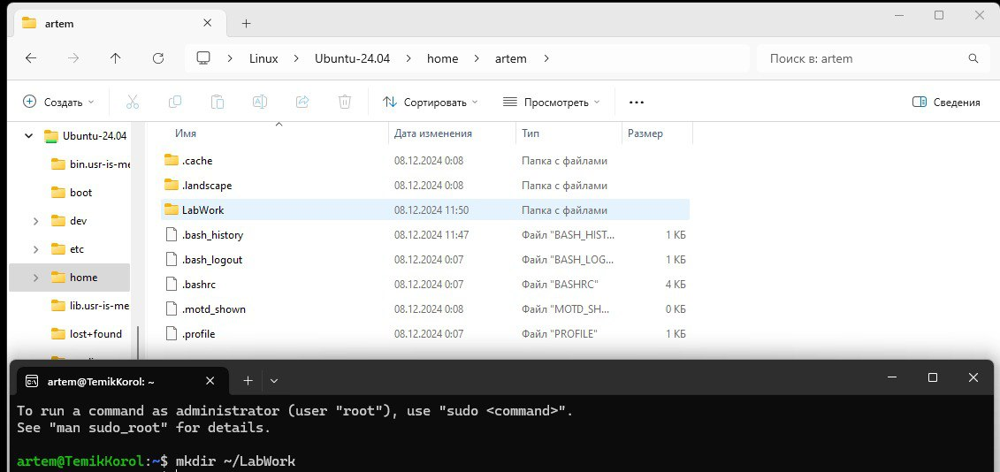 artem
Linux Ubuntu-24.04 home artem Поиск в: artem
Создать Сортировать Просмотреть Сведения
Ubuntu-24.04
bin.usr-is-me
boot
dev
etc
home
lib.usr-is-me
lost+found
Имя Дата изменения Тип Размер
.cache 08.12.2024 0:08 Папка с файлами
.landscape 08.12.2024 0:08 Папка с файлами
LabWork 08.12.2024 11:50 Папка с файлами
.bash_history 08.12.2024 11:47 Файл "BASH_HIST... 1 КБ
.bash_logout 08.12.2024 0:07 Файл "BASH_LOG... 1 КБ
.bashrc 08.12.2024 0:07 Файл "BASHRC" 4 КБ
.motd_shown 08.12.2024 0:08 Файл "MOTD_SH... 0 КБ
.profile 08.12.2024 0:07 Файл "PROFILE" 1 КБ
artem@TemikKorol: ~
To run a command as administrator (user "root"), use "sudo <command>".
See "man sudo_root" for details.
artem@TemikKorol:~$ mkdir ~/LabWork